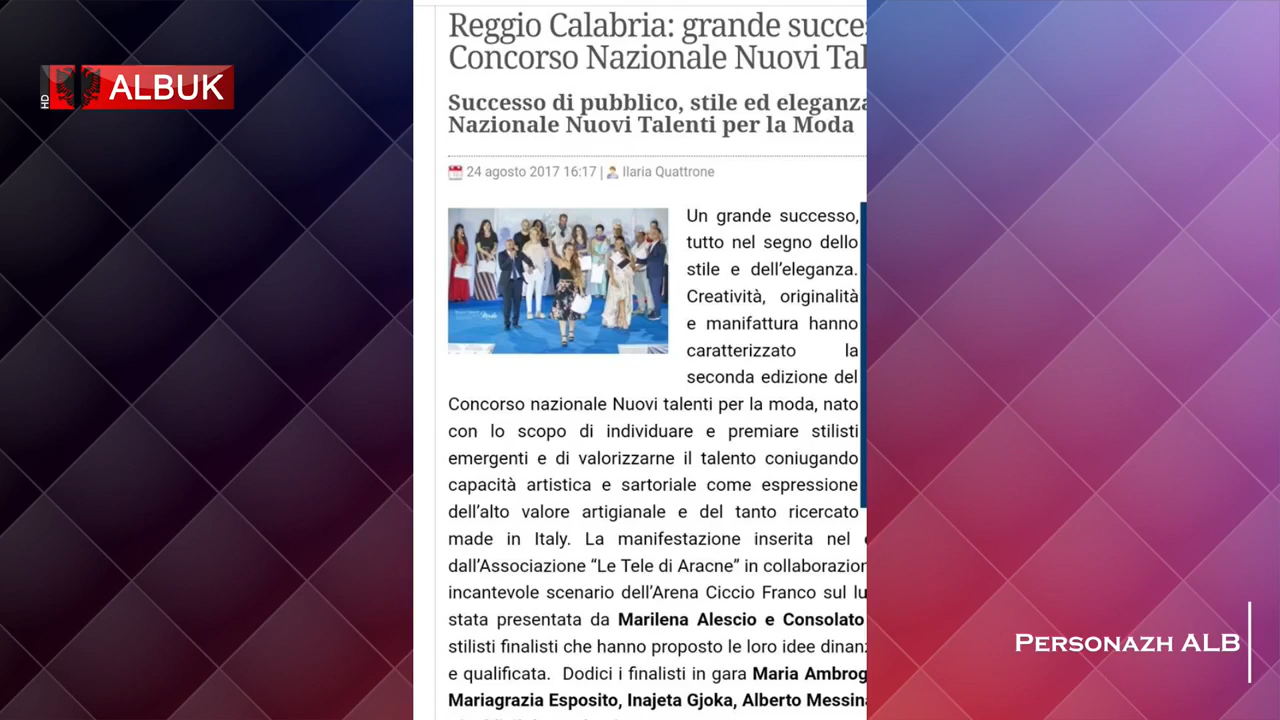 HD
ALBUK
Reggio Calabria: grande succe
Concorso Nazionale Nuovi Tal
Successo di pubblico, stile ed eleganza
Nazionale Nuovi Talenti per la Moda
24 agosto 2017 16:17 | Ilaria Quattrone
Un grande successo,
tutto nel segno dello
stile e dell’eleganza.
Creatività, originalità
e manifattura hanno
caratterizzato la
seconda edizione del
Concorso nazionale Nuovi talenti per la moda, nato
con lo scopo di individuare e premiare stilisti
emergenti e di valorizzarne il talento coniugando
capacità artistica e sartoriale come espressione
dell’alto valore artigianale e del tanto ricercato
made in Italy. La manifestazione inserita nel
dall’Associazione “Le Tele di Aracne” in collaborazion
incantevole scenario dell’Arena Ciccio Franco sul lu
stata presentata da Marilena Alescio e Consolato
stilisti finalisti che hanno proposto le loro idee dinan
e qualificata. Dodici i finalisti in gara Maria Ambrog
Mariagrazia Esposito, Inajeta Gjoka, Alberto Messina
Personazh ALB